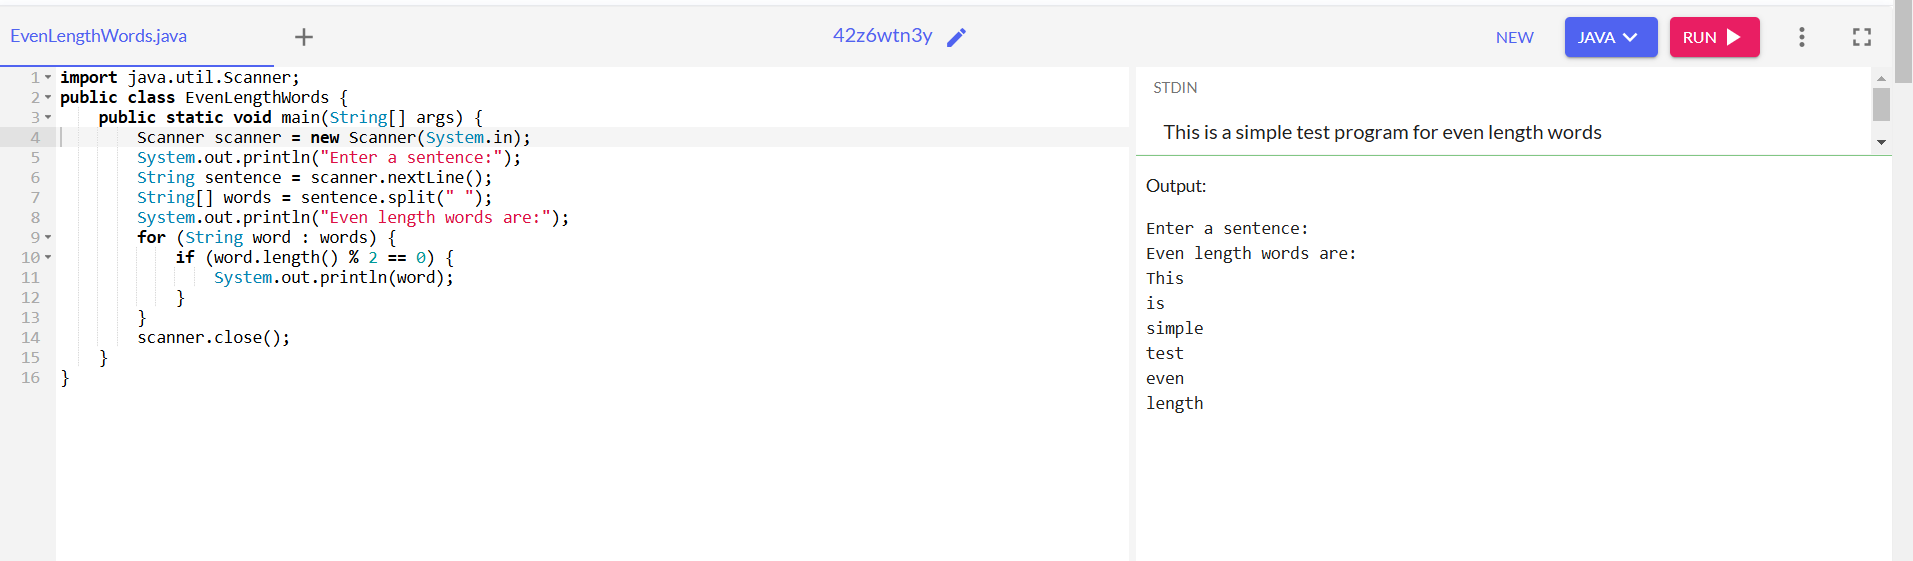 EvenLengthWords.java
42z6wtn3y
NEW
JAVA
RUN
1 import java.util.Scanner;
2 public class EvenLengthWords {
3     public static void main(String[] args) {
4         Scanner scanner = new Scanner(System.in);
5         System.out.println("Enter a sentence:");
6         String sentence = scanner.nextLine();
7         String[] words = sentence.split(" ");
8         System.out.println("Even length words are:");
9         for (String word : words) {
10             if (word.length() % 2 == 0) {
11                 System.out.println(word);
12             }
13         }
14         scanner.close();
15     }
16 }
STDIN
This is a simple test program for even length words
Output:
Enter a sentence:
Even length words are:
This
is
simple
test
even
length